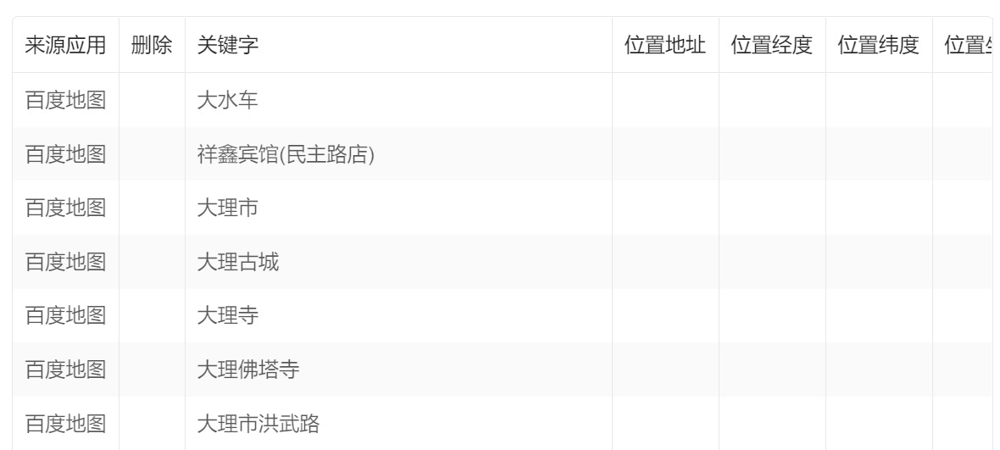 来源应用 删除 关键字 位置地址 位置经度 位置纬度 位置
百度地图 大水车
百度地图 祥鑫宾馆(民主路店)
百度地图 大理市
百度地图 大理古城
百度地图 大理寺
百度地图 大理佛塔寺
百度地图 大理市洪武路